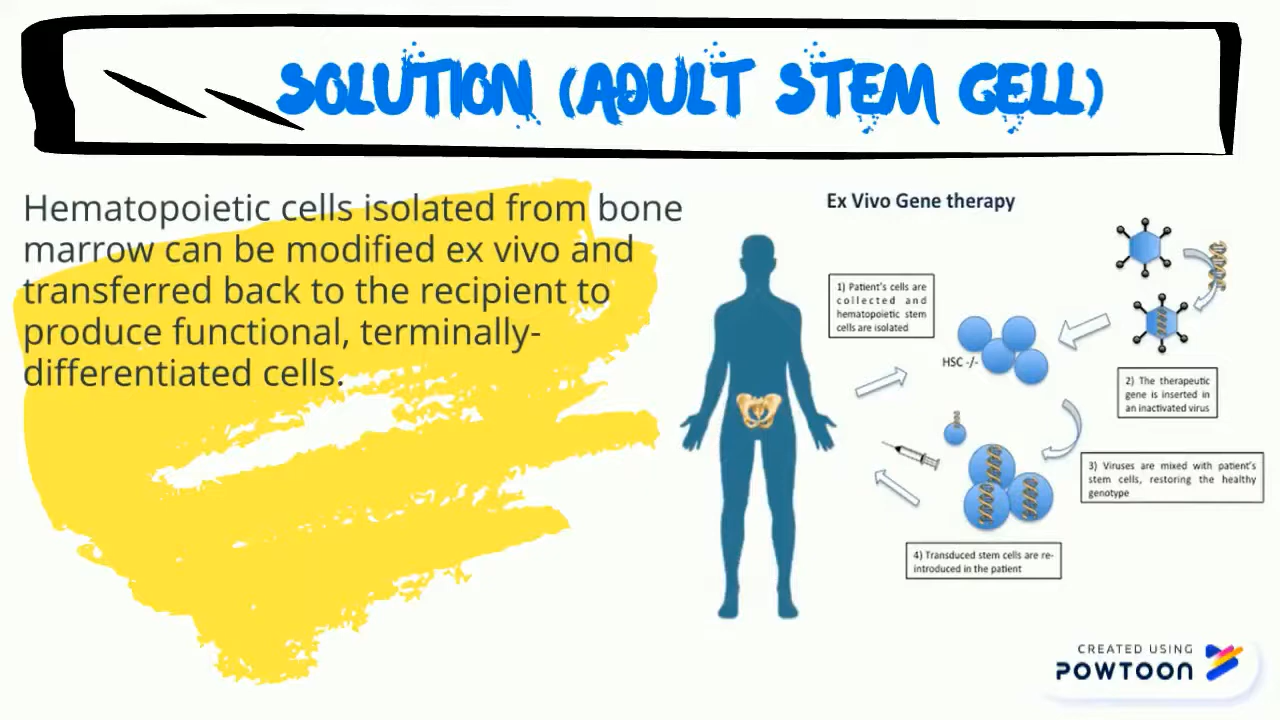 SOLUTION (ADULT STEM CELL)
Hematopoietic cells isolated from bone
marrow can be modified ex vivo and
transferred back to the recipient to
produce functional, terminally-
differentiated cells.
Ex Vivo Gene therapy
1) Patient's cells are
collected and
hematopoietic stem
cells are isolated
HSC -/-
2) The therapeutic
gene is inserted in
an inactivated virus
3) Viruses are mixed with patient's
stem cells, restoring the healthy
genotype
4) Transduced stem cells are re-
introduced in the patient
CREATED USING
POWTOON